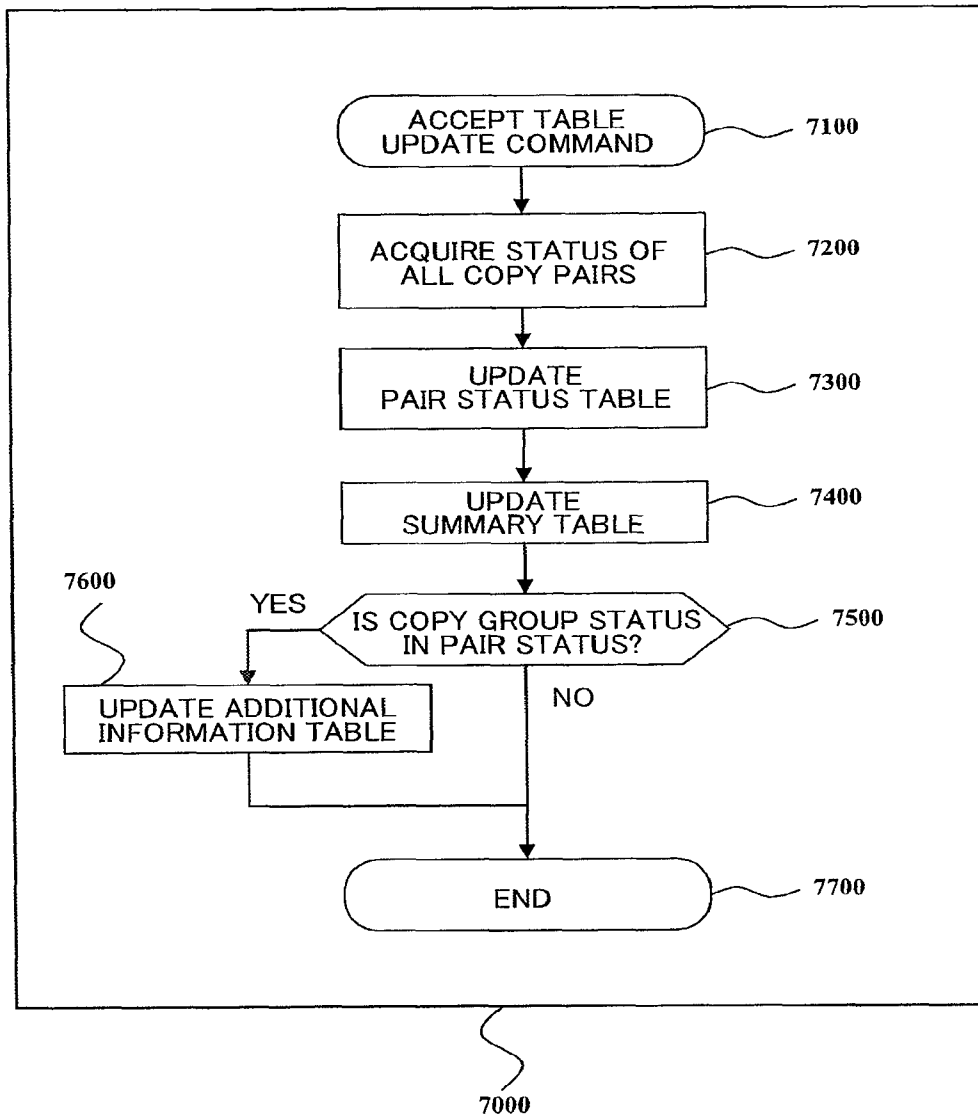 ACCEPT TABLE
UPDATE COMMAND
7100
ACQUIRE STATUS OF
ALL COPY PAIRS
7200
UPDATE
PAIR STATUS TABLE
7300
UPDATE
SUMMARY TABLE
7400
7600
YES
IS COPY GROUP STATUS
IN PAIR STATUS?
7500
NO
UPDATE ADDITIONAL
INFORMATION TABLE
END
7700
7000